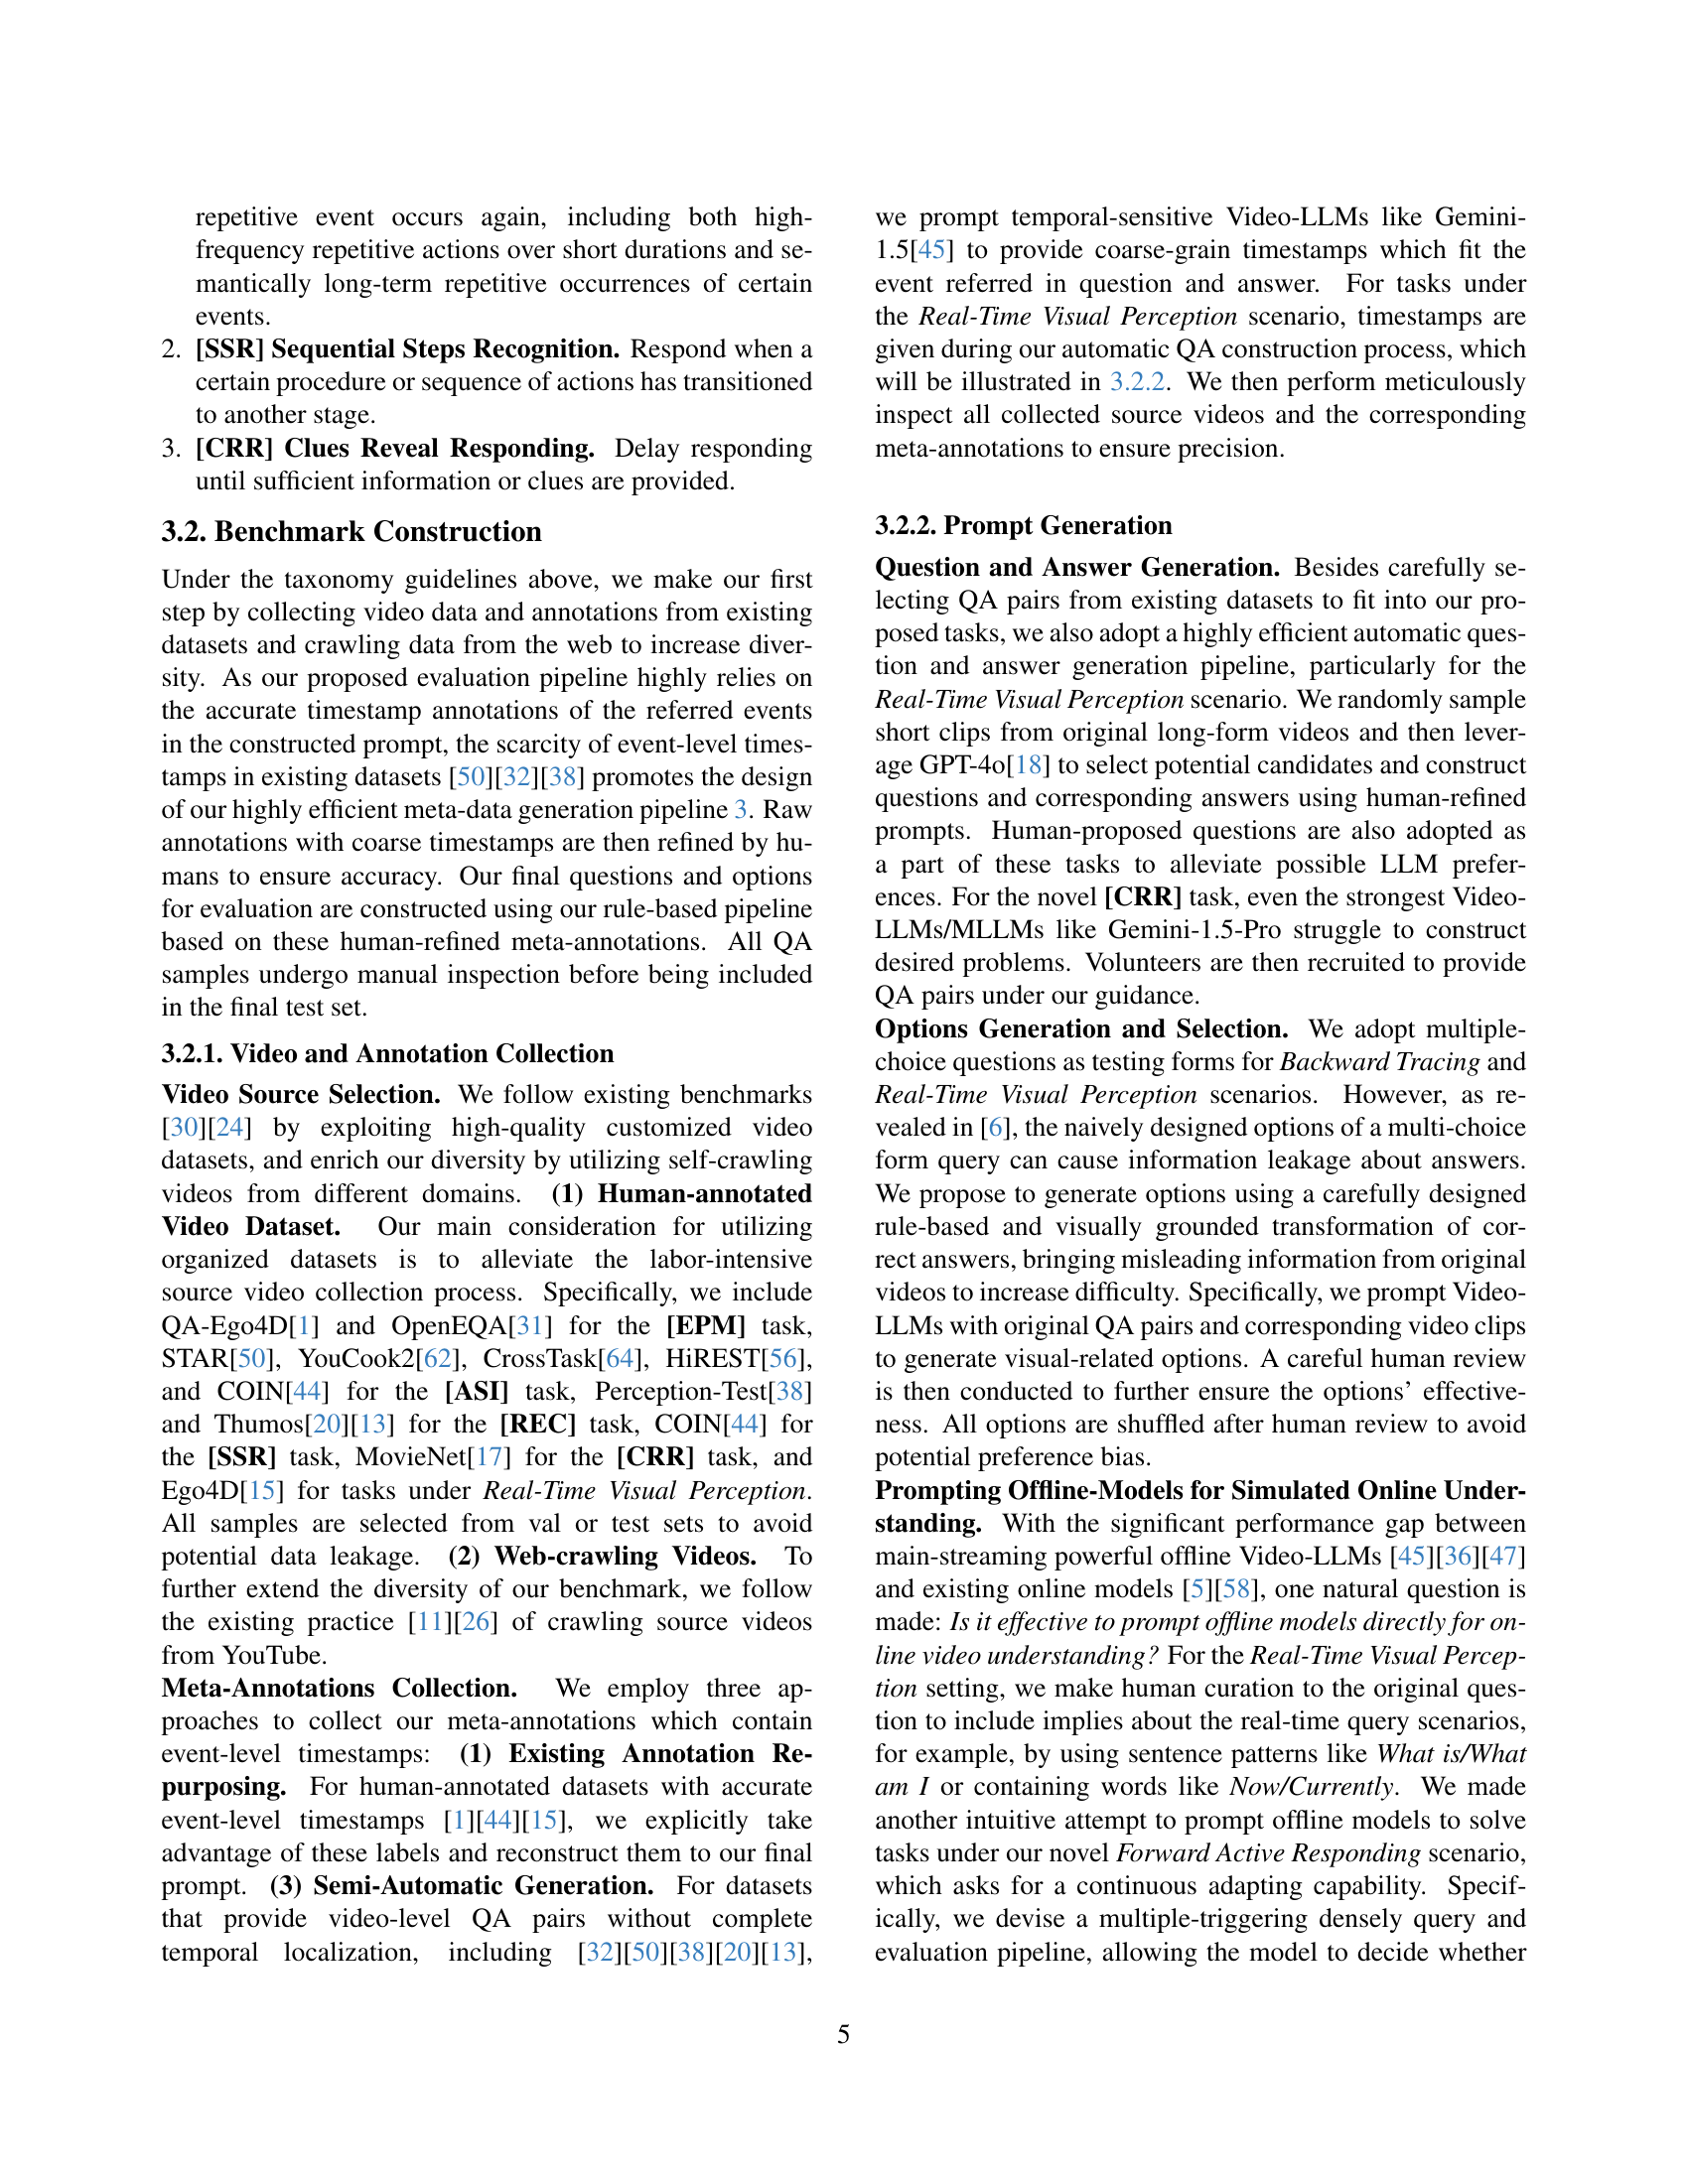 repetitive event occurs again, including both high-
frequency repetitive actions over short durations and se-
mantically long-term repetitive occurrences of certain
events.
2. [SSR] Sequential Steps Recognition. Respond when a
certain procedure or sequence of actions has transitioned
to another stage.
3. [CRR] Clues Reveal Responding. Delay responding
until sufficient information or clues are provided.
3.2. Benchmark Construction
Under the taxonomy guidelines above, we make our first
step by collecting video data and annotations from existing
datasets and crawling data from the web to increase diver-
sity. As our proposed evaluation pipeline highly relies on
the accurate timestamp annotations of the referred events
in the constructed prompt, the scarcity of event-level times-
tamps in existing datasets [50][32][38] promotes the design
of our highly efficient meta-data generation pipeline 3. Raw
annotations with coarse timestamps are then refined by hu-
mans to ensure accuracy. Our final questions and options
for evaluation are constructed using our rule-based pipeline
based on these human-refined meta-annotations. All QA
samples undergo manual inspection before being included
in the final test set.
3.2.1. Video and Annotation Collection
Video Source Selection. We follow existing benchmarks
[30][24] by exploiting high-quality customized video
datasets, and enrich our diversity by utilizing self-crawling
videos from different domains. (1) Human-annotated
Video Dataset. Our main consideration for utilizing
organized datasets is to alleviate the labor-intensive
source video collection process. Specifically, we include
QA-Ego4D[1] and OpenEQA[31] for the [EPM] task,
STAR[50], YouCook2[62], CrossTask[64], HiREST[56],
and COIN[44] for the [ASI] task, Perception-Test[38]
and Thumos[20][13] for the [REC] task, COIN[44] for
the [SSR] task, MovieNet[17] for the [CRR] task, and
Ego4D[15] for tasks under Real-Time Visual Perception.
All samples are selected from val or test sets to avoid
potential data leakage. (2) Web-crawling Videos. To
further extend the diversity of our benchmark, we follow
the existing practice [11][26] of crawling source videos
from YouTube.
Meta-Annotations Collection. We employ three ap-
proaches to collect our meta-annotations which contain
event-level timestamps: (1) Existing Annotation Re-
purposing. For human-annotated datasets with accurate
event-level timestamps [1][44][15], we explicitly take
advantage of these labels and reconstruct them to our final
prompt. (3) Semi-Automatic Generation. For datasets
that provide video-level QA pairs without complete
temporal localization, including [32][50][38][20][13],
we prompt temporal-sensitive Video-LLMs like Gemini-
1.5[45] to provide coarse-grain timestamps which fit the
event referred in question and answer. For tasks under
the Real-Time Visual Perception scenario, timestamps are
given during our automatic QA construction process, which
will be illustrated in 3.2.2. We then perform meticulously
inspect all collected source videos and the corresponding
meta-annotations to ensure precision.
3.2.2. Prompt Generation
Question and Answer Generation. Besides carefully se-
lecting QA pairs from existing datasets to fit into our pro-
posed tasks, we also adopt a highly efficient automatic ques-
tion and answer generation pipeline, particularly for the
Real-Time Visual Perception scenario. We randomly sample
short clips from original long-form videos and then lever-
age GPT-4o[18] to select potential candidates and construct
questions and corresponding answers using human-refined
prompts. Human-proposed questions are also adopted as
a part of these tasks to alleviate possible LLM prefer-
ences. For the novel [CRR] task, even the strongest Video-
LLMs/MLLMs like Gemini-1.5-Pro struggle to construct
desired problems. Volunteers are then recruited to provide
QA pairs under our guidance.
Options Generation and Selection. We adopt multiple-
choice questions as testing forms for Backward Tracing and
Real-Time Visual Perception scenarios. However, as re-
vealed in [6], the naively designed options of a multi-choice
form query can cause information leakage about answers.
We propose to generate options using a carefully designed
rule-based and visually grounded transformation of cor-
rect answers, bringing misleading information from original
videos to increase difficulty. Specifically, we prompt Video-
LLMs with original QA pairs and corresponding video clips
to generate visual-related options. A careful human review
is then conducted to further ensure the options' effective-
ness. All options are shuffled after human review to avoid
potential preference bias.
Prompting Offline-Models for Simulated Online Under-
standing. With the significant performance gap between
main-streaming powerful offline Video-LLMs [45][36][47]
and existing online models [5][58], one natural question is
made: Is it effective to prompt offline models directly for on-
line video understanding? For the Real-Time Visual Percep-
tion setting, we make human curation to the original ques-
tion to include implies about the real-time query scenarios,
for example, by using sentence patterns like What is/What
am I or containing words like Now/Currently. We made
another intuitive attempt to prompt offline models to solve
tasks under our novel Forward Active Responding scenario,
which asks for a continuous adapting capability. Specif-
ically, we devise a multiple-triggering densely query and
evaluation pipeline, allowing the model to decide whether
5